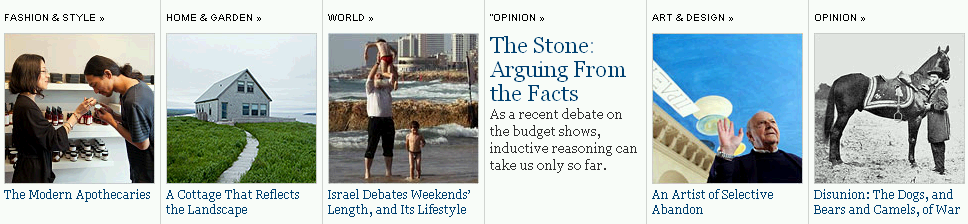 FASHION & STYLE »
The Modern Apothecaries
HOME & GARDEN »
A Cottage That Reflects
the Landscape
WORLD »
Israel Debates Weekends’
Length, and Its Lifestyle
"OPINION »
The Stone:
Arguing From
the Facts
As a recent debate on
the budget shows,
inductive reasoning can
take us only so far.
ART & DESIGN »
An Artist of Selective
Abandon
OPINION »
Disunion: The Dogs, and
Bears and Camels, of War